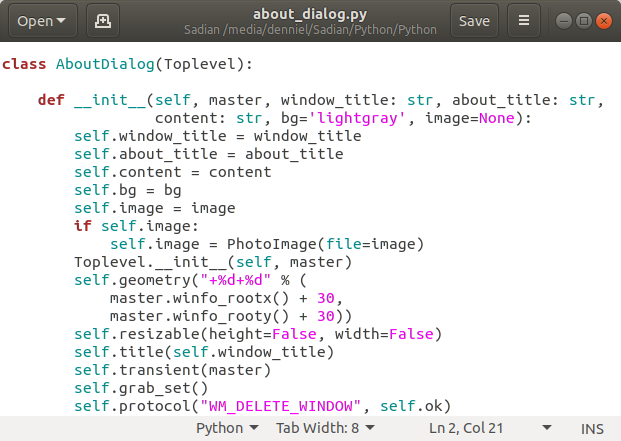 Open
about_dialog.py
Sadian /media/denniel/Sadian/Python/Python
Save
class AboutDialog(Toplevel):
    def __init__(self, master, window_title: str, about_title: str,
                 content: str, bg='lightgray', image=None):
        self.window_title = window_title
        self.about_title = about_title
        self.content = content
        self.bg = bg
        self.image = image
        if self.image:
            self.image = PhotoImage(file=image)
        Toplevel.__init__(self, master)
        self.geometry("+%d+%d" % (
            master.winfo_rootx() + 30,
            master.winfo_rooty() + 30))
        self.resizable(height=False, width=False)
        self.title(self.window_title)
        self.transient(master)
        self.grab_set()
        self.protocol("WM_DELETE_WINDOW", self.ok)
Python Tab Width: 8 Ln 2, Col 21 INS